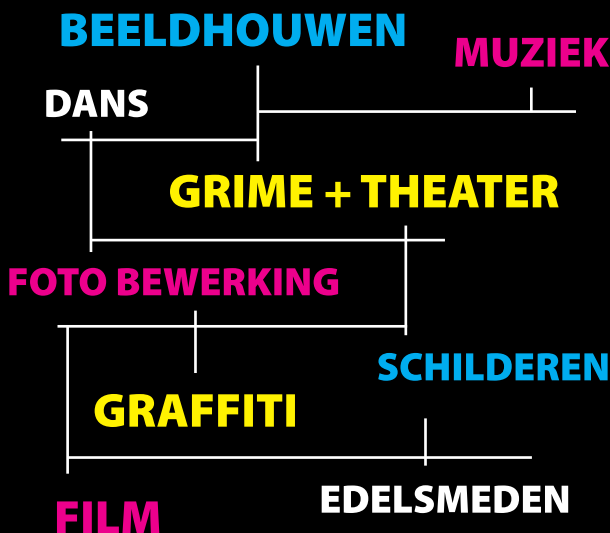 BEELDHOUWEN
MUZIEK
DANS
GRIME + THEATER
FOTO BEWERKING
SCHILDEREN
GRAFFITI
EDELSMEDEN
FILM